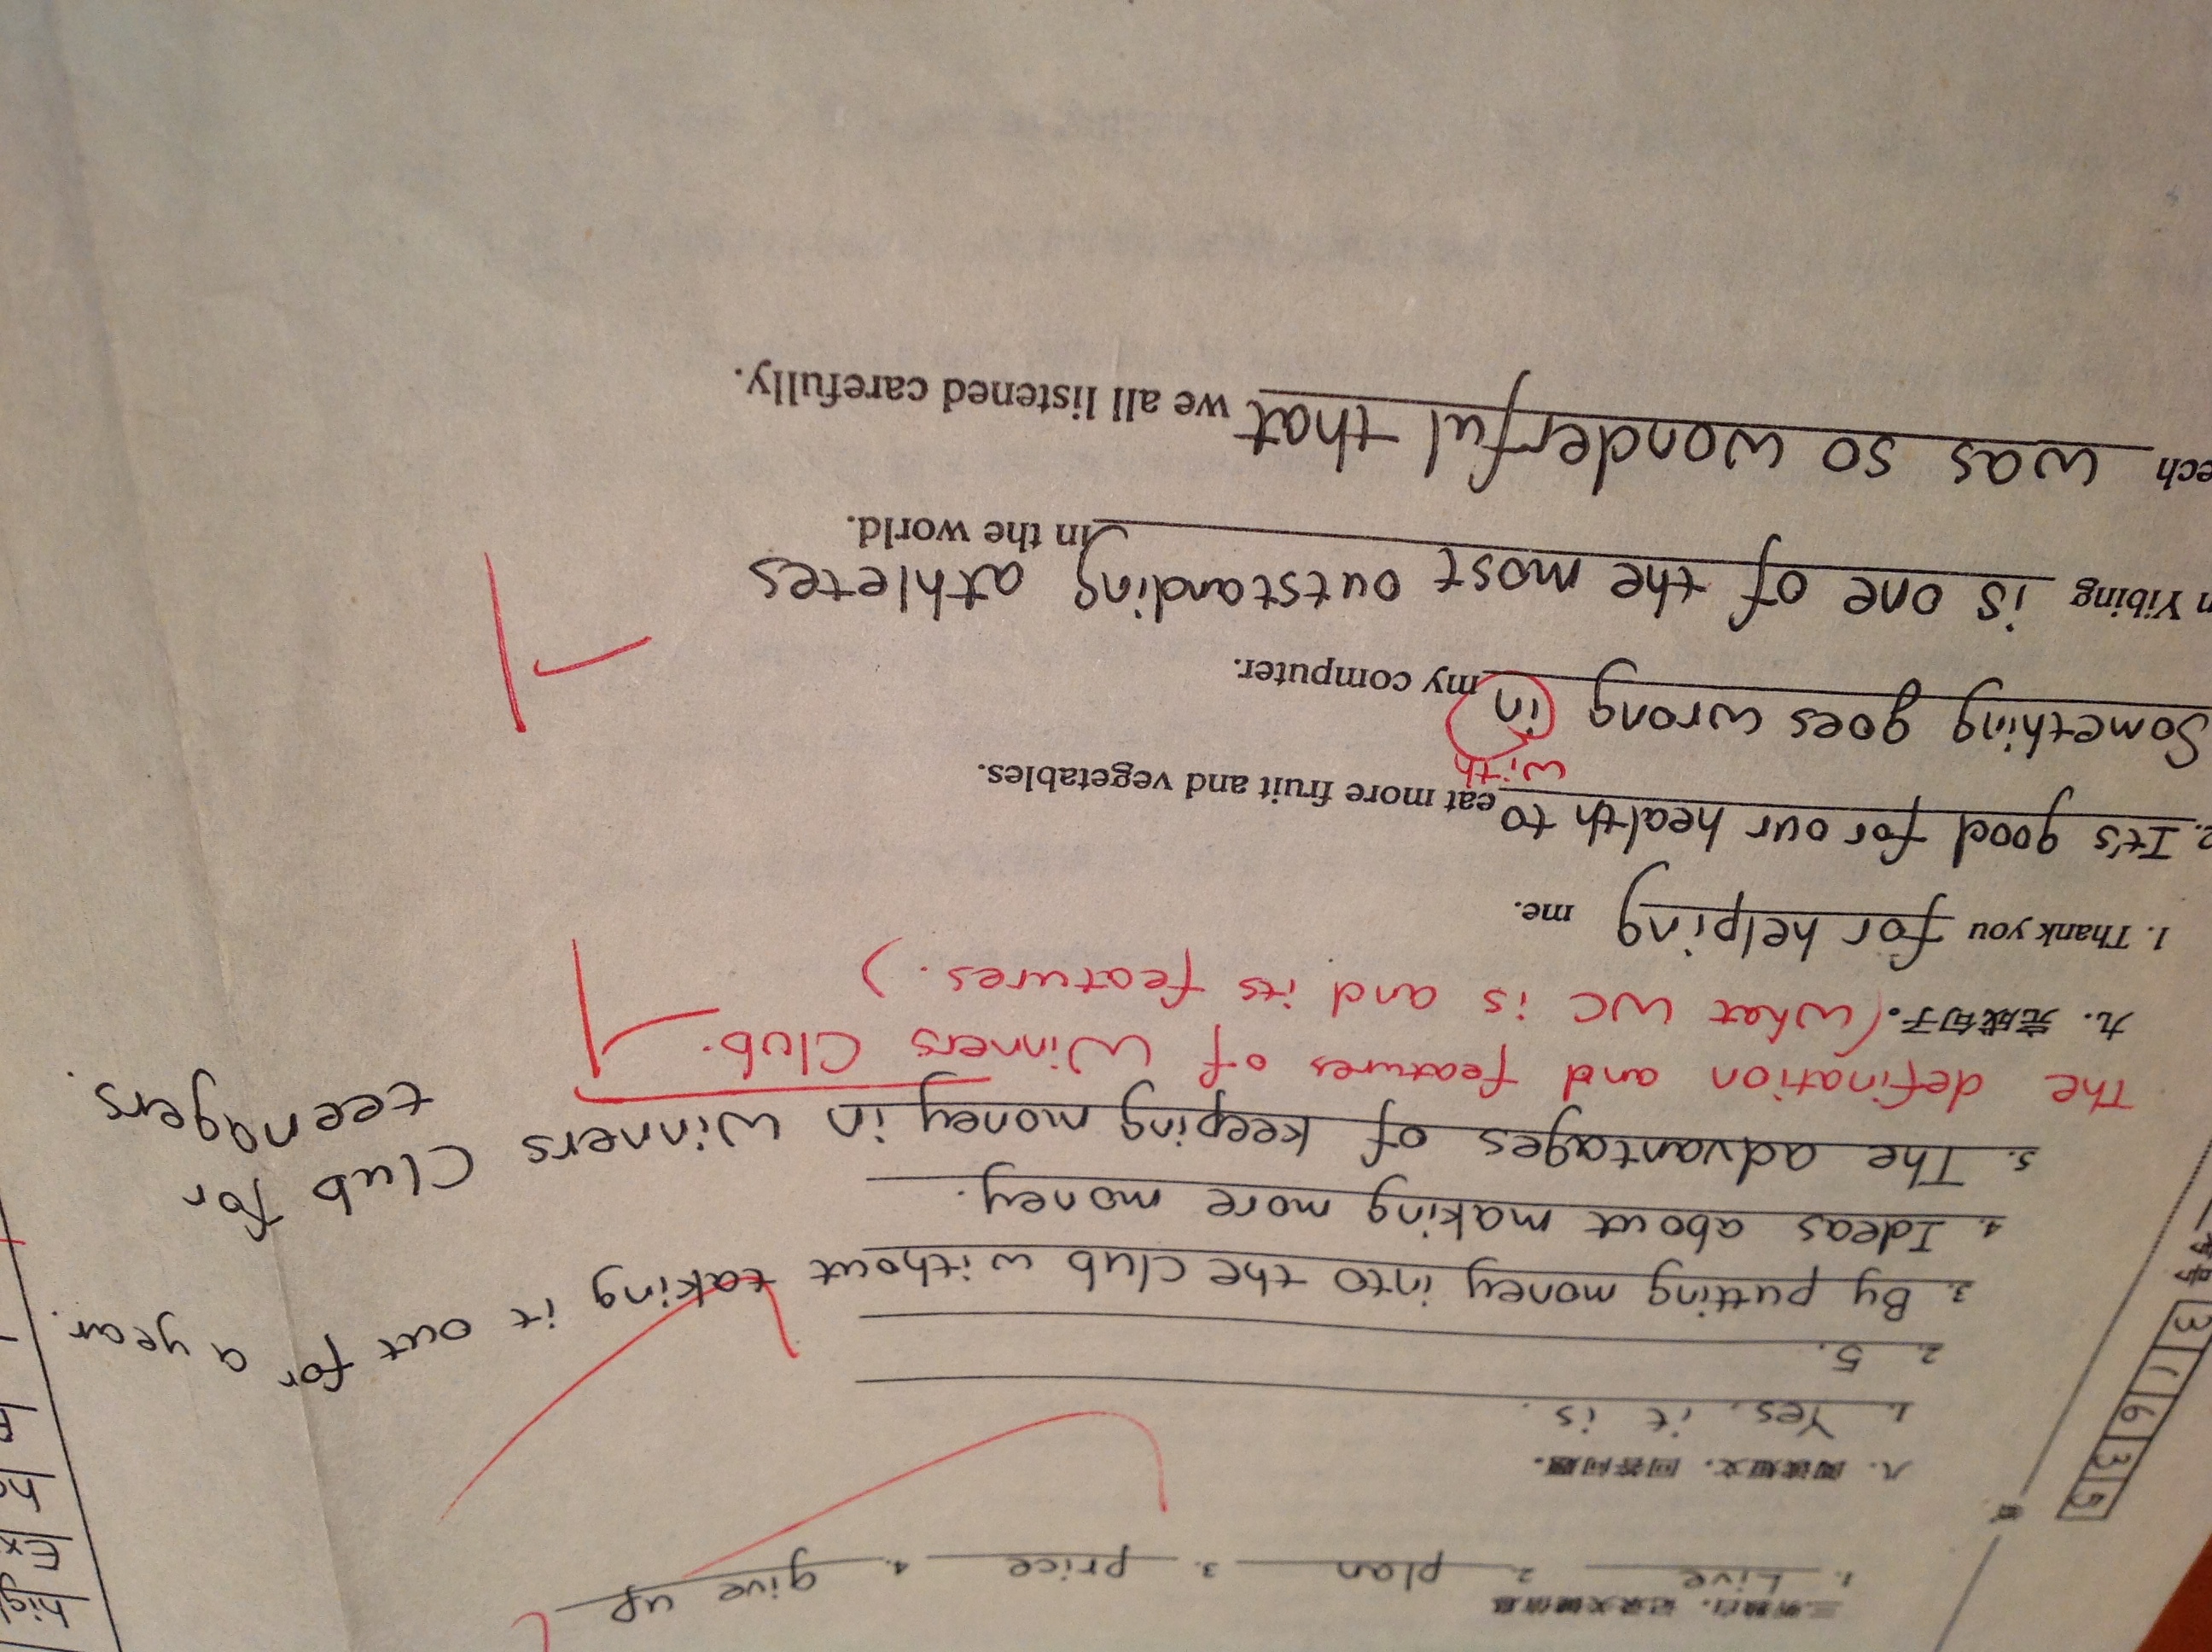 三.听独白，记录关键信息
1. Live 2. plan 3. price 4. give up
八. 阅读短文，回答问题。
1. Yes, it is.
2. 5.
3. By putting money into the club without taking it out for a year.
4. Ideas about making more money.
5. The advantages of keeping money in Winners Club for
teenagers.
The defination and features of Winners Club. -1
九. 完成句子。(What WC is and its features.)
1. Thank you for helping me.
2. It's good for our health to eat more fruit and vegetables.
with
Something goes wrong in my computer.
-1
n Yibing is one of the most outstanding athletes
in the world.
ech was so wonderful that we all listened carefully.
3 1 6 3 5
考号
hig
Ex